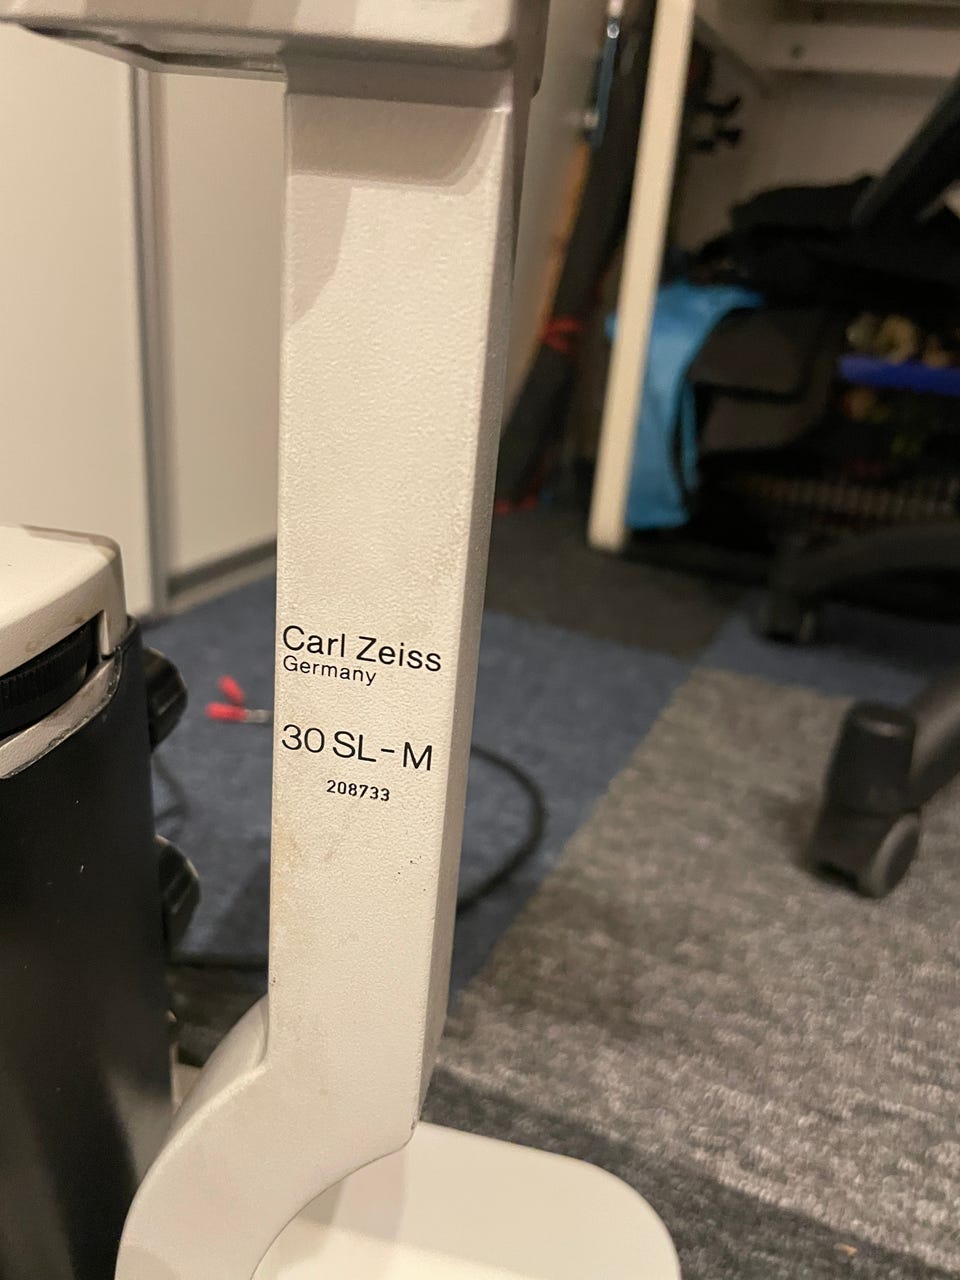 Carl Zeiss
Germany
30 SL-M
208733